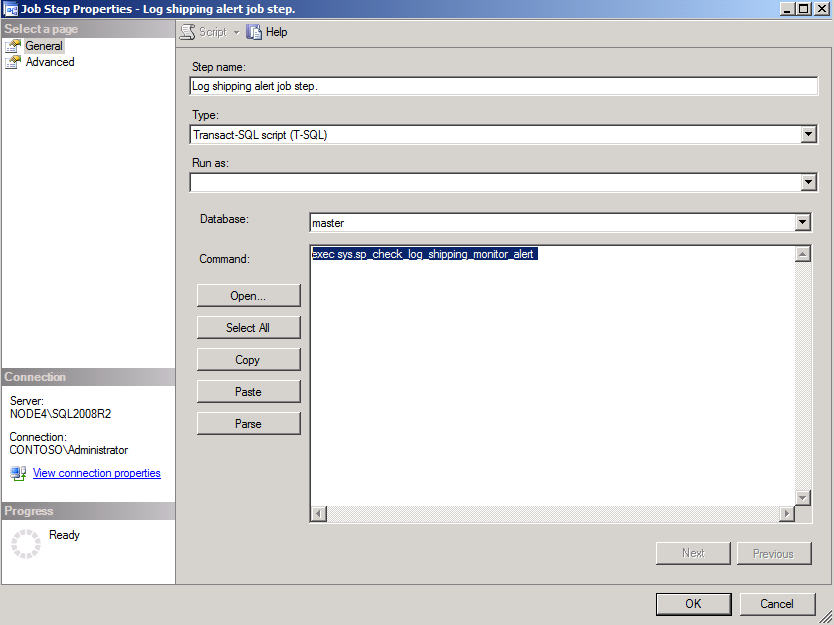 Job Step Properties - Log shipping alert job step.
Select a page
General
Advanced
Script
Help
Step name:
Log shipping alert job step.
Type:
Transact-SQL script (T-SQL)
Run as:
Database:
master
Command:
exec sys.sp_check_log_shipping_monitor_alert
Open...
Select All
Copy
Paste
Parse
Connection
Server:
NODE4\SQL2008R2
Connection:
CONTOSO\Administrator
View connection properties
Progress
Ready
Next
Previous
OK
Cancel